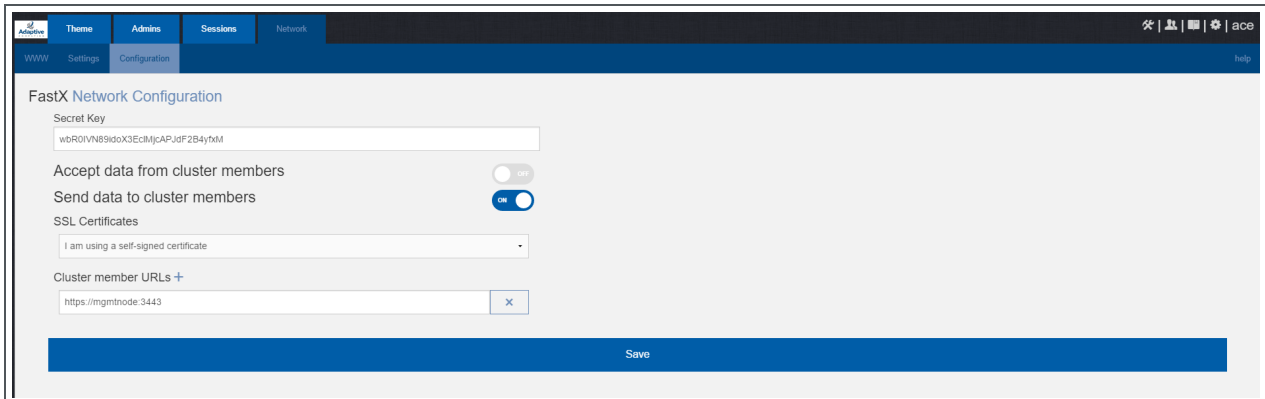 Adaptive
Theme
Admins
Sessions
Network
ace
WWW
Settings
Configuration
help
FastX Network Configuration
Secret Key
wbR0IVN89idoX3EcIMjcAPJdF2B4yfxM
Accept data from cluster members
OFF
Send data to cluster members
ON
SSL Certificates
I am using a self-signed certificate
Cluster member URLs +
https://mgmtnode:3443
Save